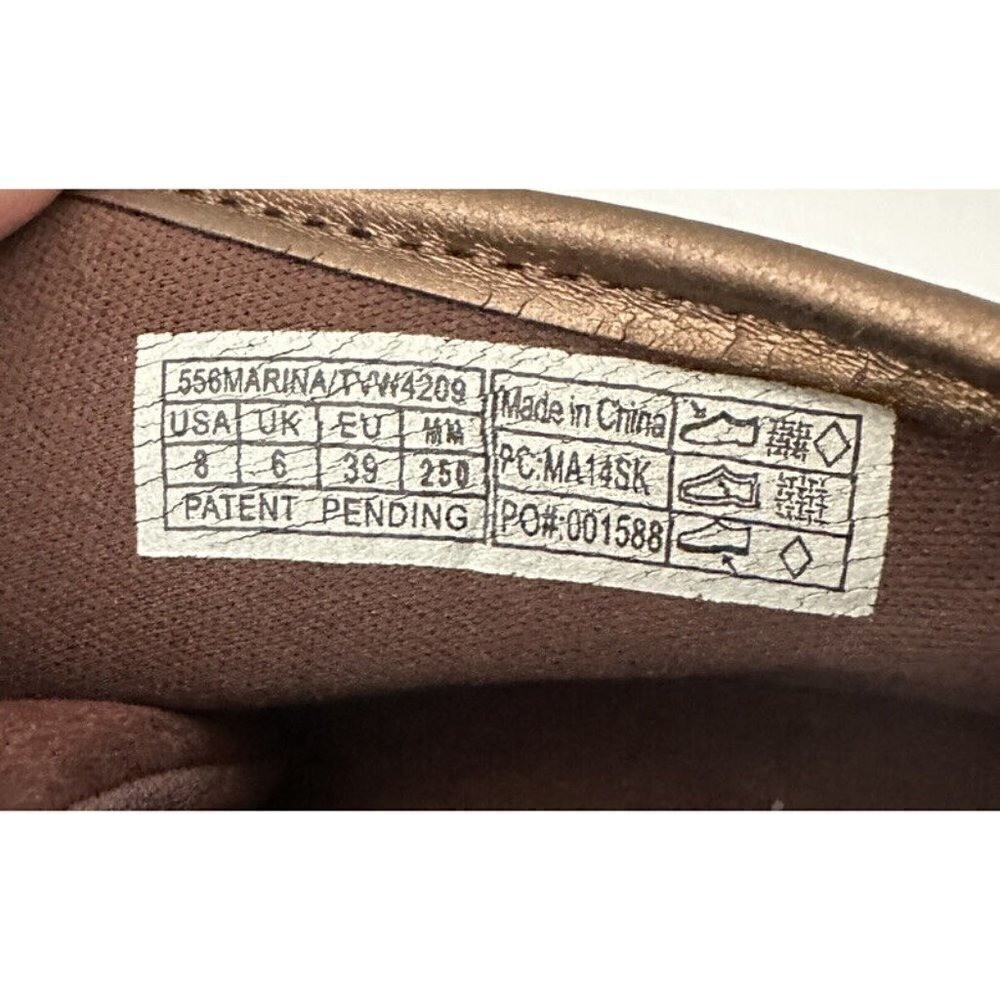 556MARINA/TVW4209
USA UK EU MM
8 6 39 250
PATENT PENDING
Made in China
PC:MA14SK
PO#:001588